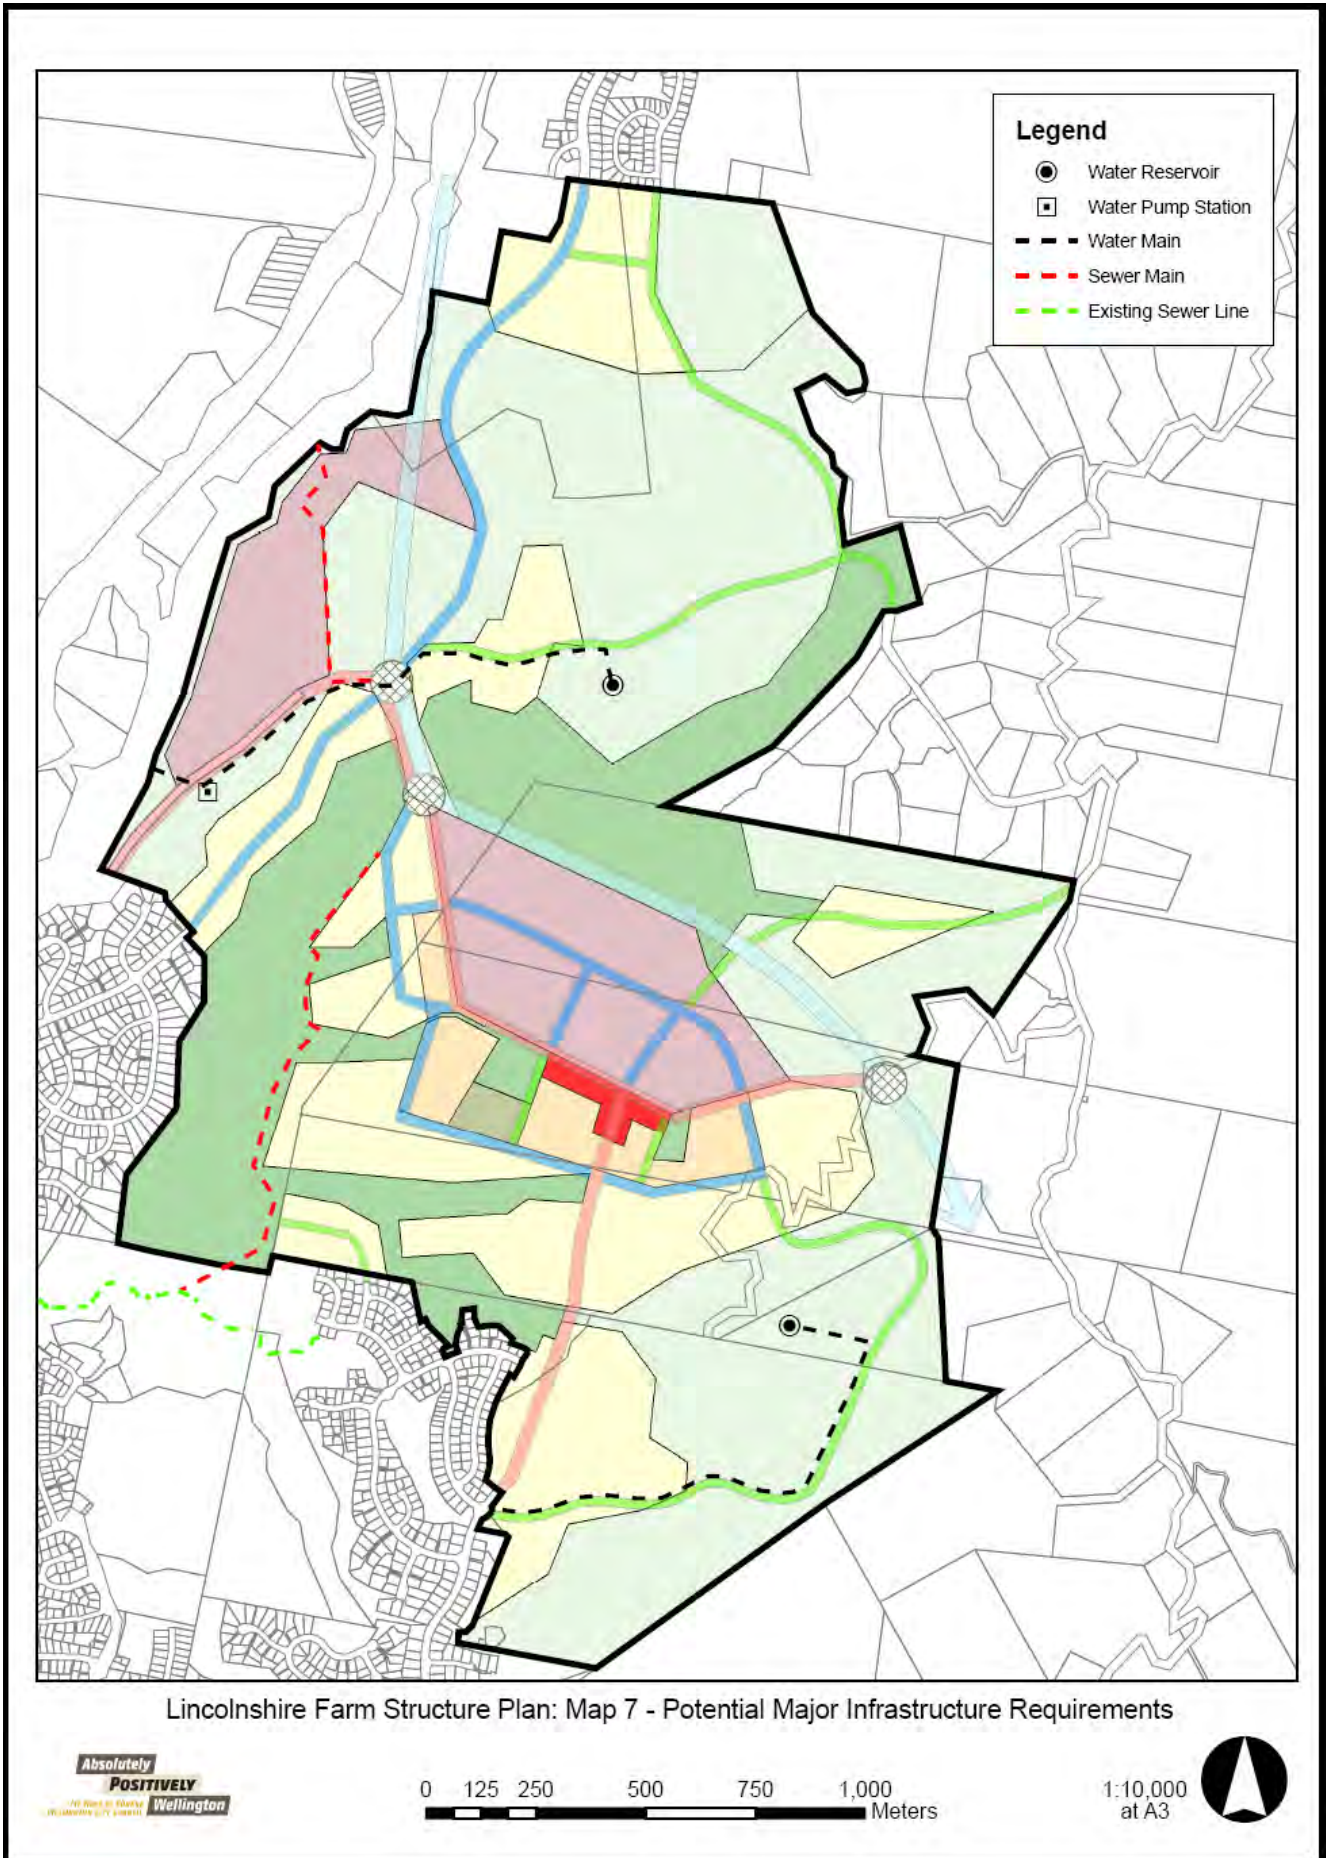 Legend
Water Reservoir
Water Pump Station
Water Main
Sewer Main
Existing Sewer Line
Lincolnshire Farm Structure Plan: Map 7 - Potential Major Infrastructure Requirements
Absolutely
POSITIVELY
Wellington
0 125 250 500 750 1,000
Meters
1:10,000
at A3